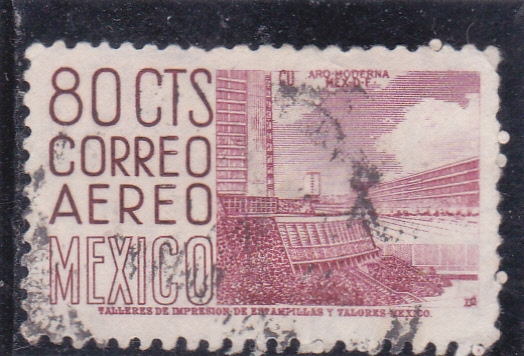 80 CTS
CORREO
AEREO
MEXICO
CU ARQ-MODERNA
MEX-D-F-
TALLERES DE IMPRESION DE ESTAMPILLAS Y VALORES-MEXICO.